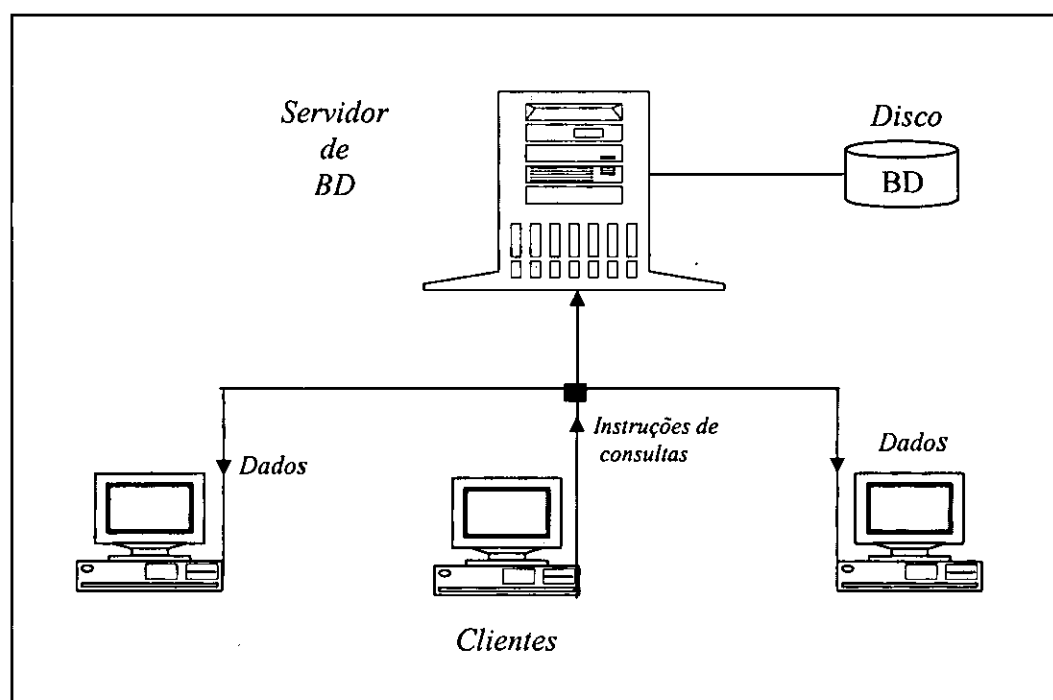 Servidor
de
BD
Disco
BD
Instruções de
consultas
Dados
Dados
Clientes